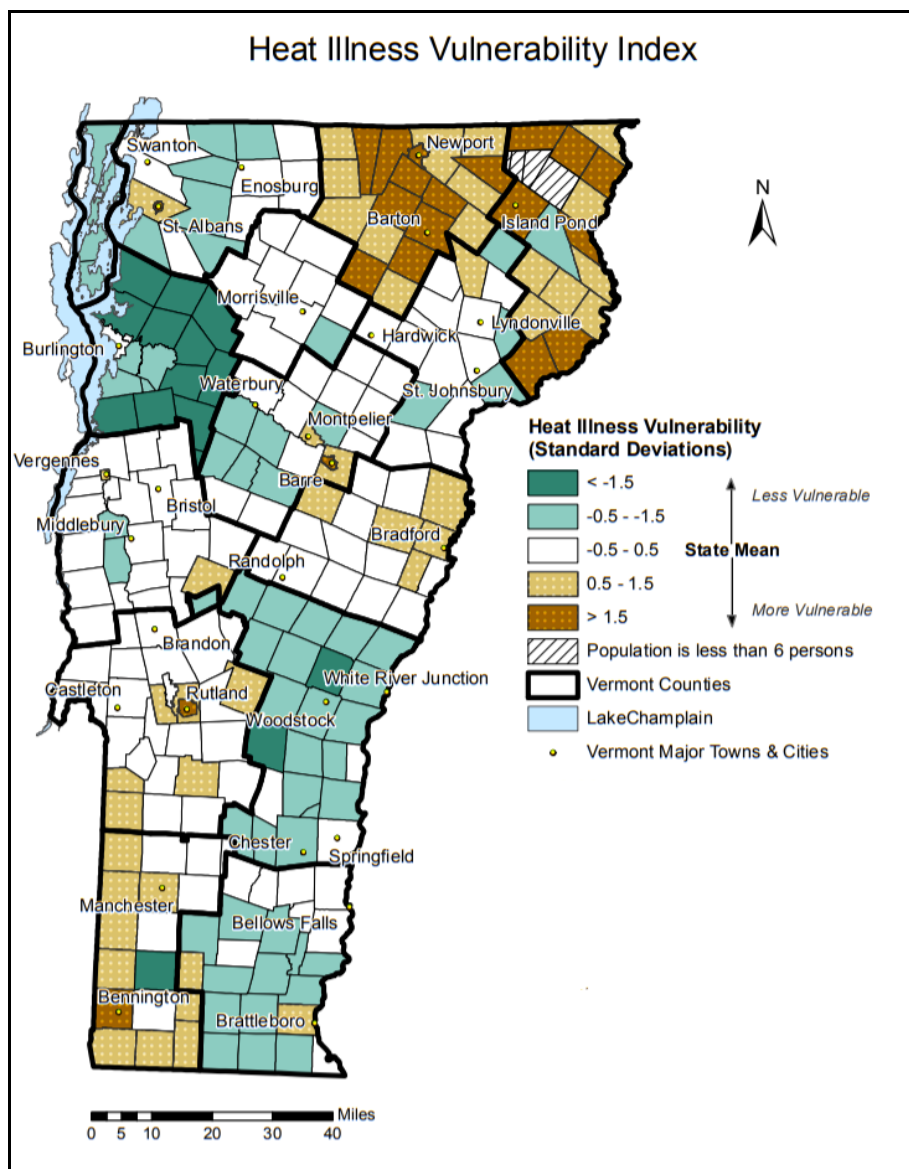 Heat Illness Vulnerability Index
Swanton
Newport
Enosburg
St. Albans
Barton
Island Pond
N
Morrisville
Hardwick
Lyndonville
Burlington
Waterbury
St. Johnsbury
Montpelier
Vergennes
Barre
Bristol
Middlebury
Bradford
Randolph
Brandon
White River Junction
Castleton
Rutland
Woodstock
Chester
Springfield
Manchester
Bellows Falls
Bennington
Brattleboro
Heat Illness Vulnerability
(Standard Deviations)
< -1.5
-0.5 - -1.5
-0.5 - 0.5
0.5 - 1.5
> 1.5
Less Vulnerable
State Mean
More Vulnerable
Population is less than 6 persons
Vermont Counties
LakeChamplain
Vermont Major Towns & Cities
Miles
0 5 10 20 30 40